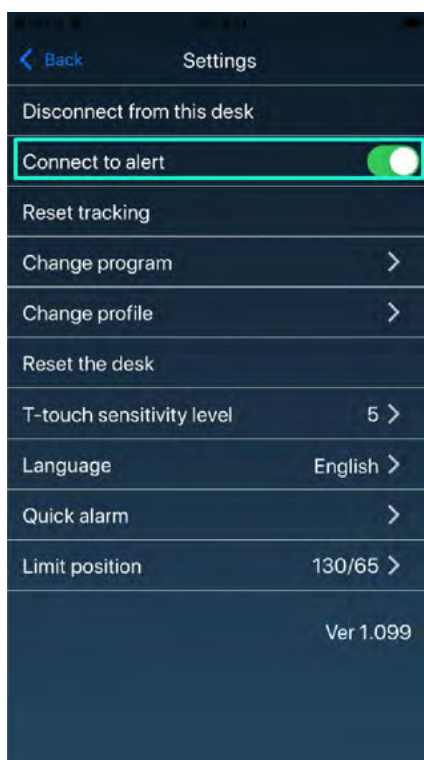 Back Settings
Disconnect from this desk
Connect to alert
Reset tracking
Change program
Change profile
Reset the desk
T-touch sensitivity level 5
Language English
Quick alarm
Limit position 130/65
Ver 1.099